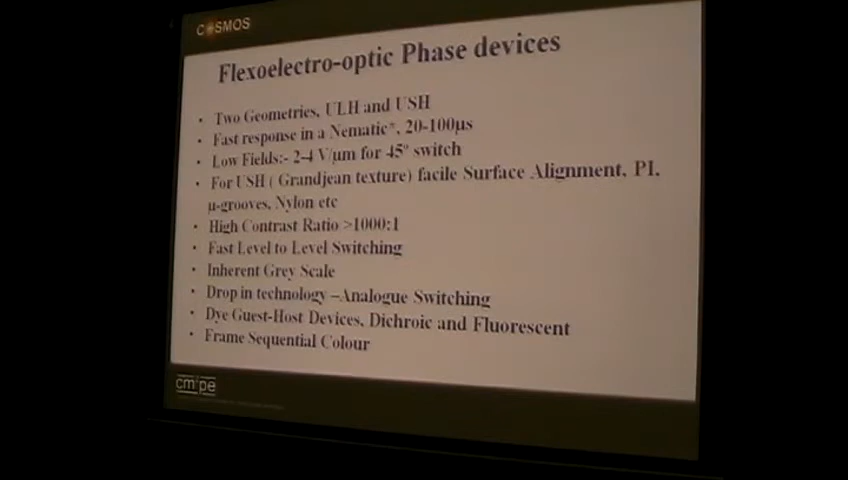 COSMOS
Flexoelectro-optic Phase devices
• Two Geometries, ULH and USH
• Fast response in a Nematic*, 20-100μs
• Low Fields:- 2-4 V/μm for 45° switch
• For USH ( Grandjean texture) facile Surface Alignment, PI,
μ-grooves, Nylon etc
• High Contrast Ratio >1000:1
• Fast Level to Level Switching
• Inherent Grey Scale
• Drop in technology –Analogue Switching
• Dye Guest-Host Devices, Dichroic and Fluorescent
• Frame Sequential Colour
cm pe